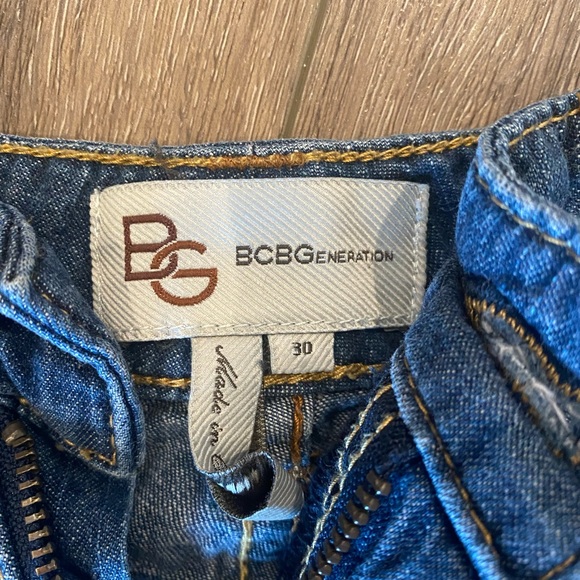 BG
BCBGENERATION
30
Made in